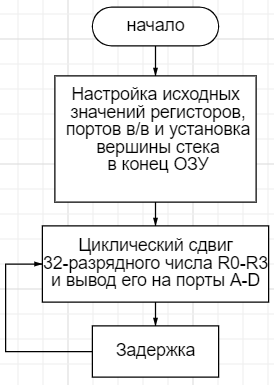 начало
Настройка исходных
значений регисторов,
портов в/в и установка
вершины стека
в конец ОЗУ
Циклический сдвиг
32-разрядного числа R0-R3
и вывод его на порты A-D
Задержка